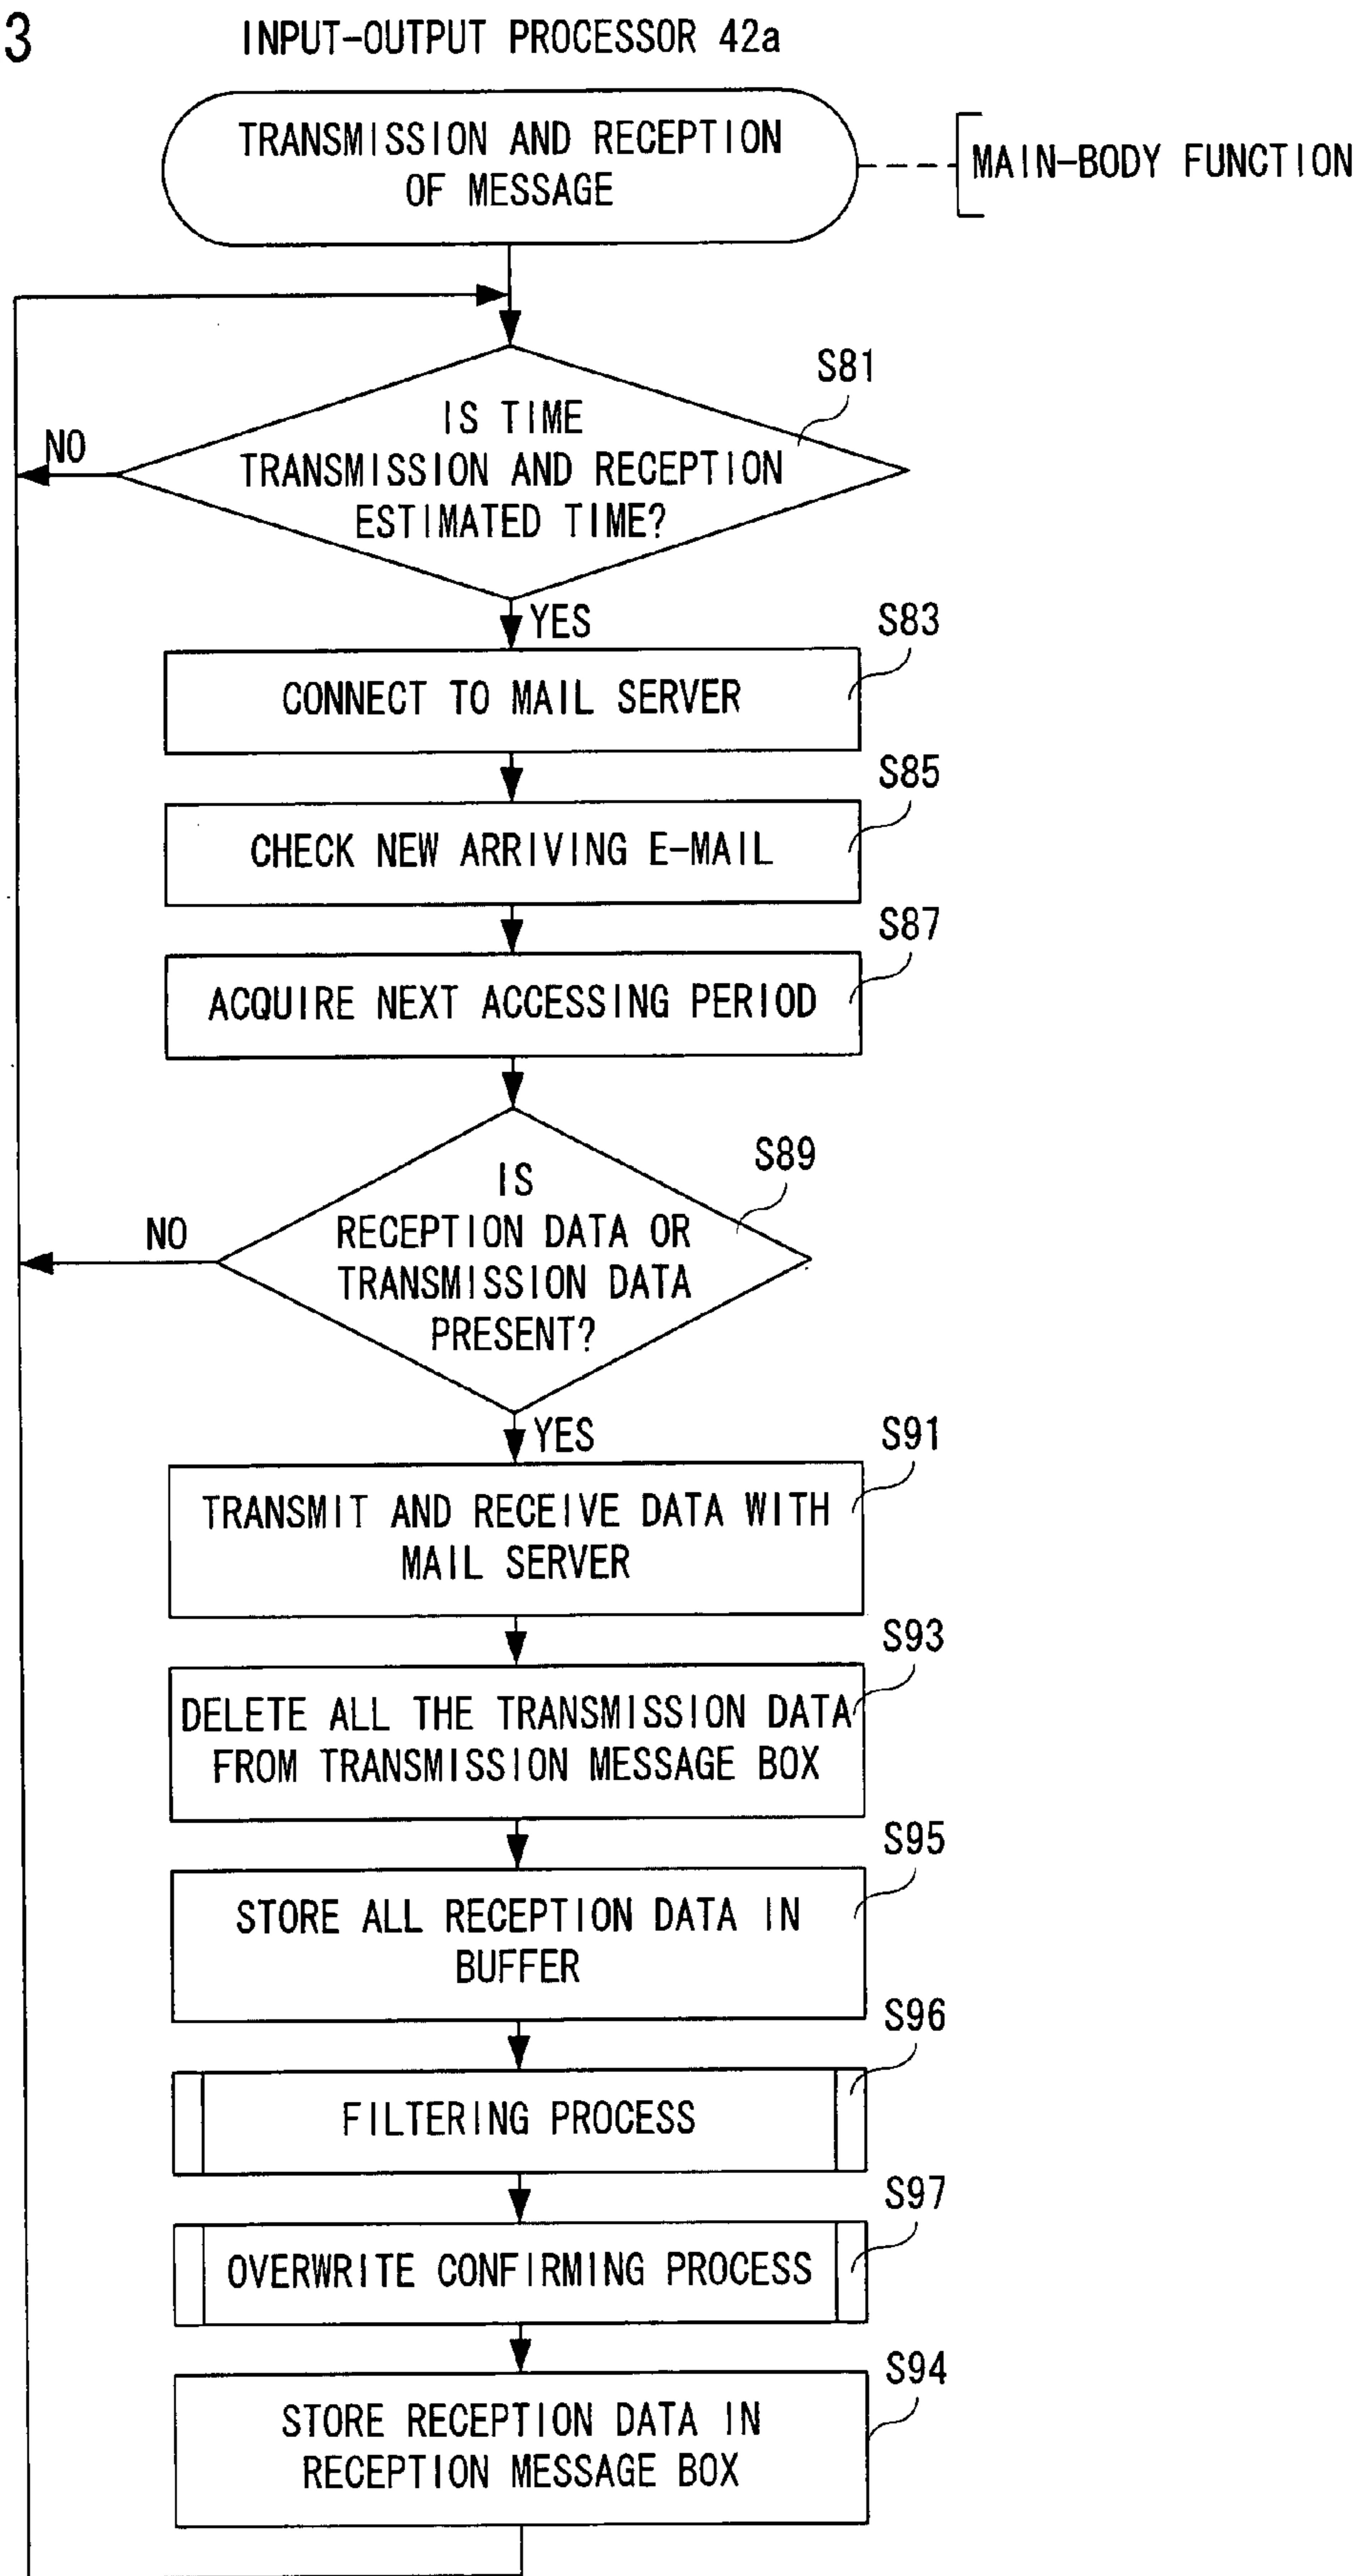 3
INPUT-OUTPUT PROCESSOR 42a
TRANSMISSION AND RECEPTION
OF MESSAGE
MAIN-BODY FUNCTION
S81
IS TIME
TRANSMISSION AND RECEPTION
ESTIMATED TIME?
NO
YES
S83
CONNECT TO MAIL SERVER
S85
CHECK NEW ARRIVING E-MAIL
S87
ACQUIRE NEXT ACCESSING PERIOD
S89
IS
RECEPTION DATA OR
TRANSMISSION DATA
PRESENT?
NO
YES
S91
TRANSMIT AND RECEIVE DATA WITH
MAIL SERVER
S93
DELETE ALL THE TRANSMISSION DATA
FROM TRANSMISSION MESSAGE BOX
S95
STORE ALL RECEPTION DATA IN
BUFFER
S96
FILTERING PROCESS
S97
OVERWRITE CONFIRMING PROCESS
S94
STORE RECEPTION DATA IN
RECEPTION MESSAGE BOX